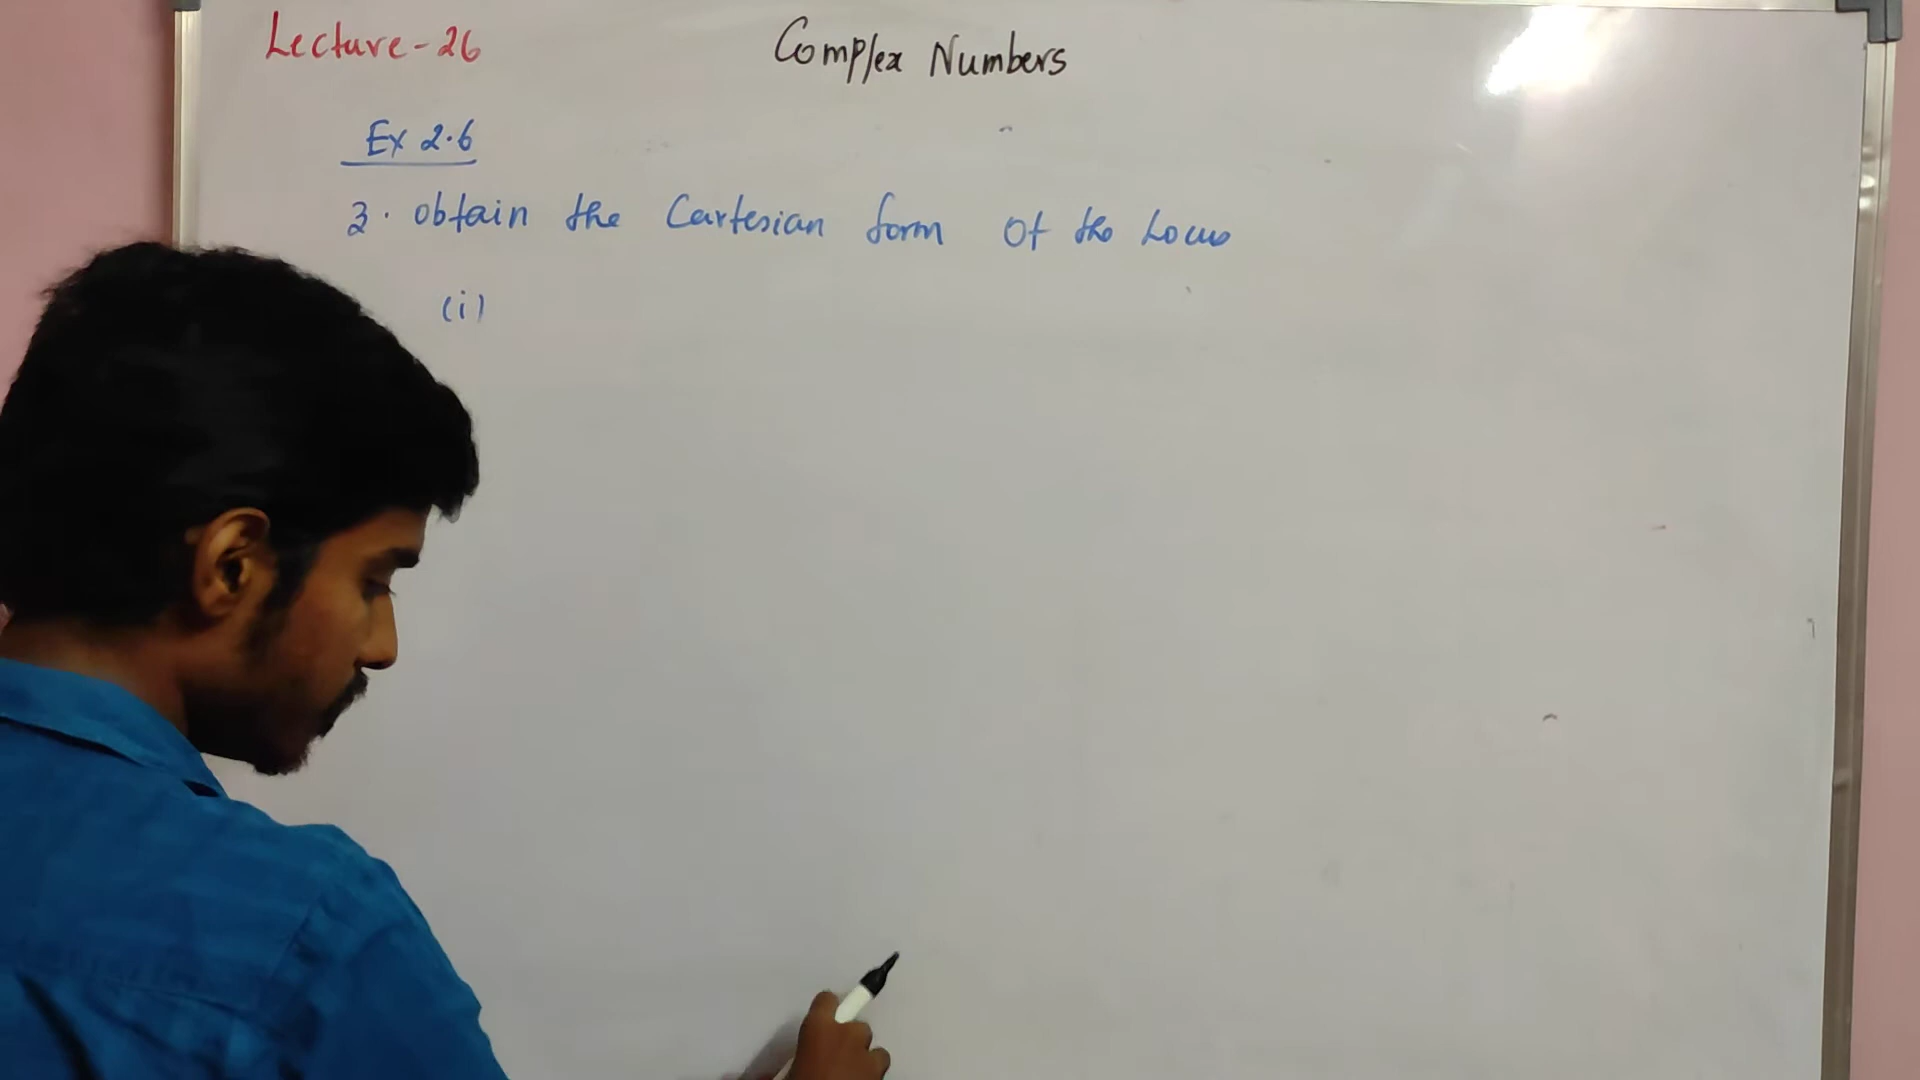 Lecture-26
Complex Numbers
Ex 2.6
3. obtain the Cartesian form of the Locus
(i)